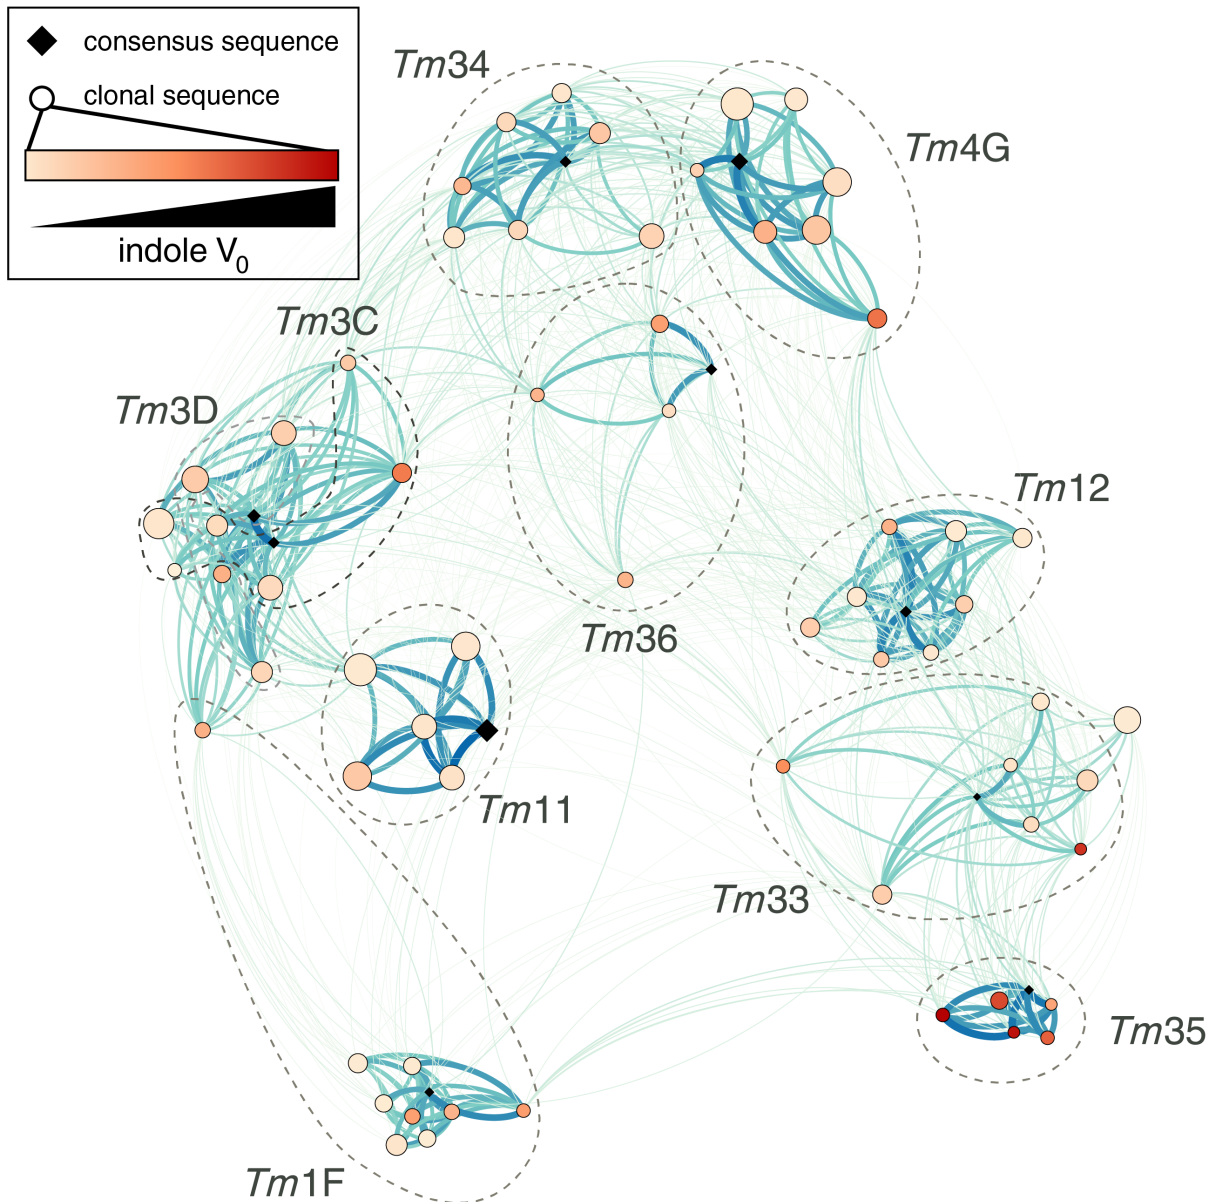 consensus sequence
clonal sequence
indole V0
Tm34
Tm4G
Tm3C
Tm3D
Tm12
Tm36
Tm11
Tm33
Tm35
Tm1F